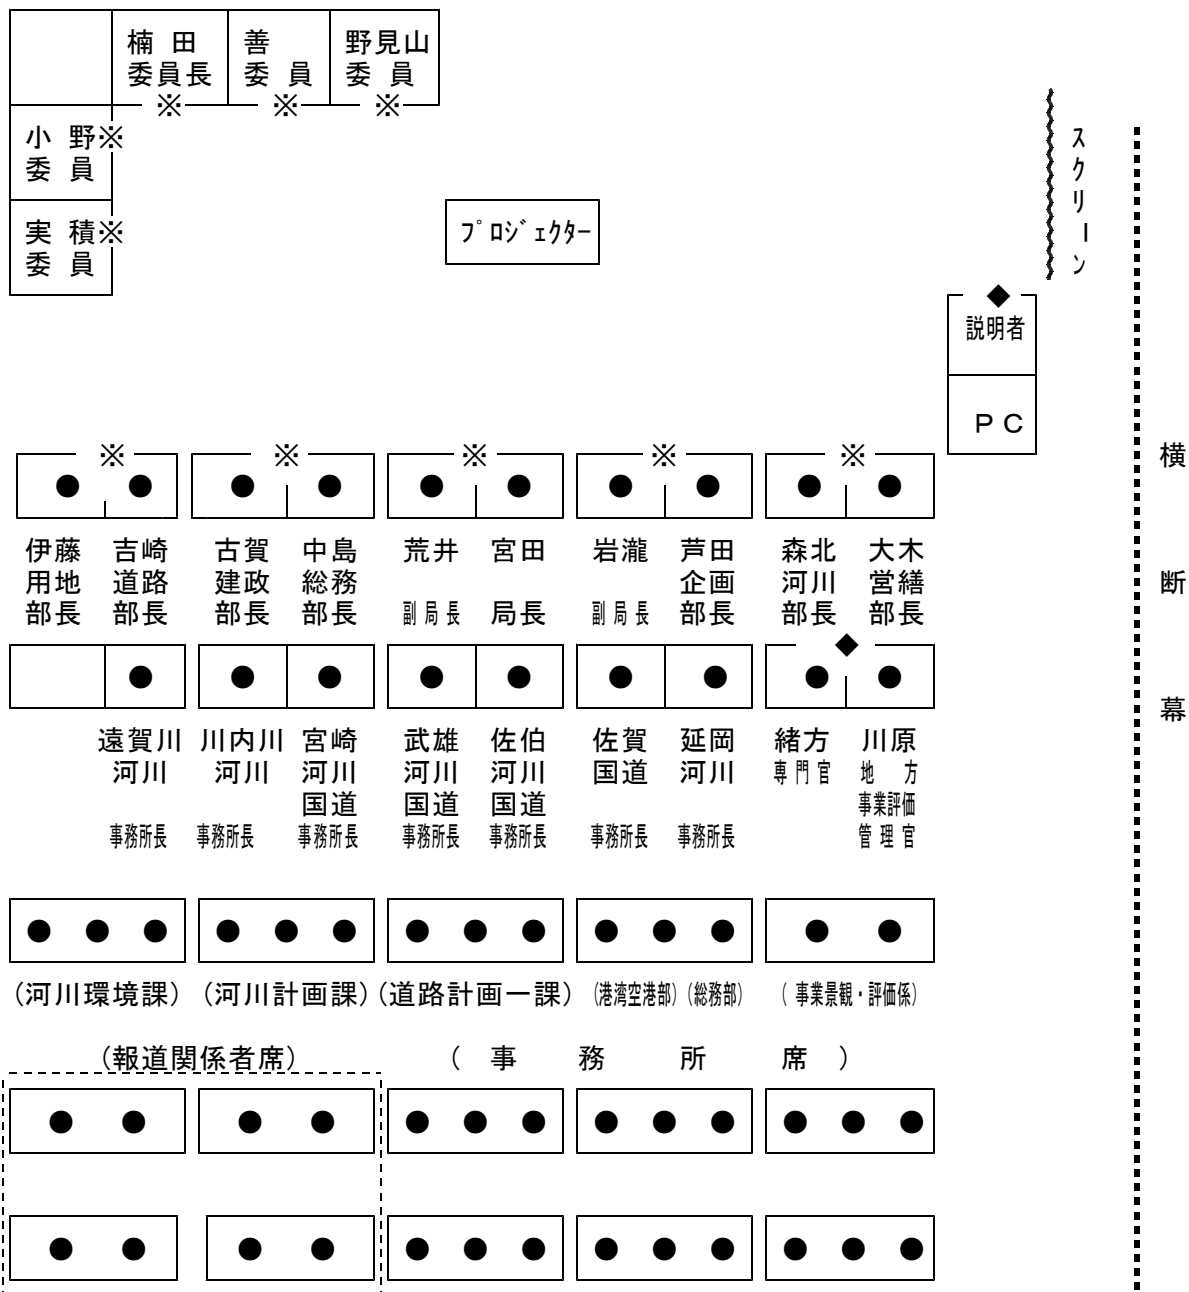 楠田 善 野見山
委員長 委員 委員
※ ※ ※
小野※
委員
実積※
委員
プロジェクター
スクリーン
◆
説明者
PC
横断幕
※ ※ ※ ※ ※
伊藤 吉崎 古賀 中島 荒井 宮田 岩瀧 芦田 森北 大木
用地 道路 建政 総務 企画 河川 営繕
部長 部長 部長 部長 副局長 局長 副局長 部長 部長 部長
◆
遠賀川 川内川 宮崎 武雄 佐伯 佐賀 延岡 緒方 川原
河川 河川 河川 河川 河川 国道 河川 専門官 地方
国道 国道 国道 事業評価
事務所長 事務所長 事務所長 事務所長 事務所長 事務所長 事務所長 管理官
(河川環境課) (河川計画課) (道路計画一課) (港湾空港部) (総務部) (事業景観・評価係)
(報道関係者席) (事務所席)